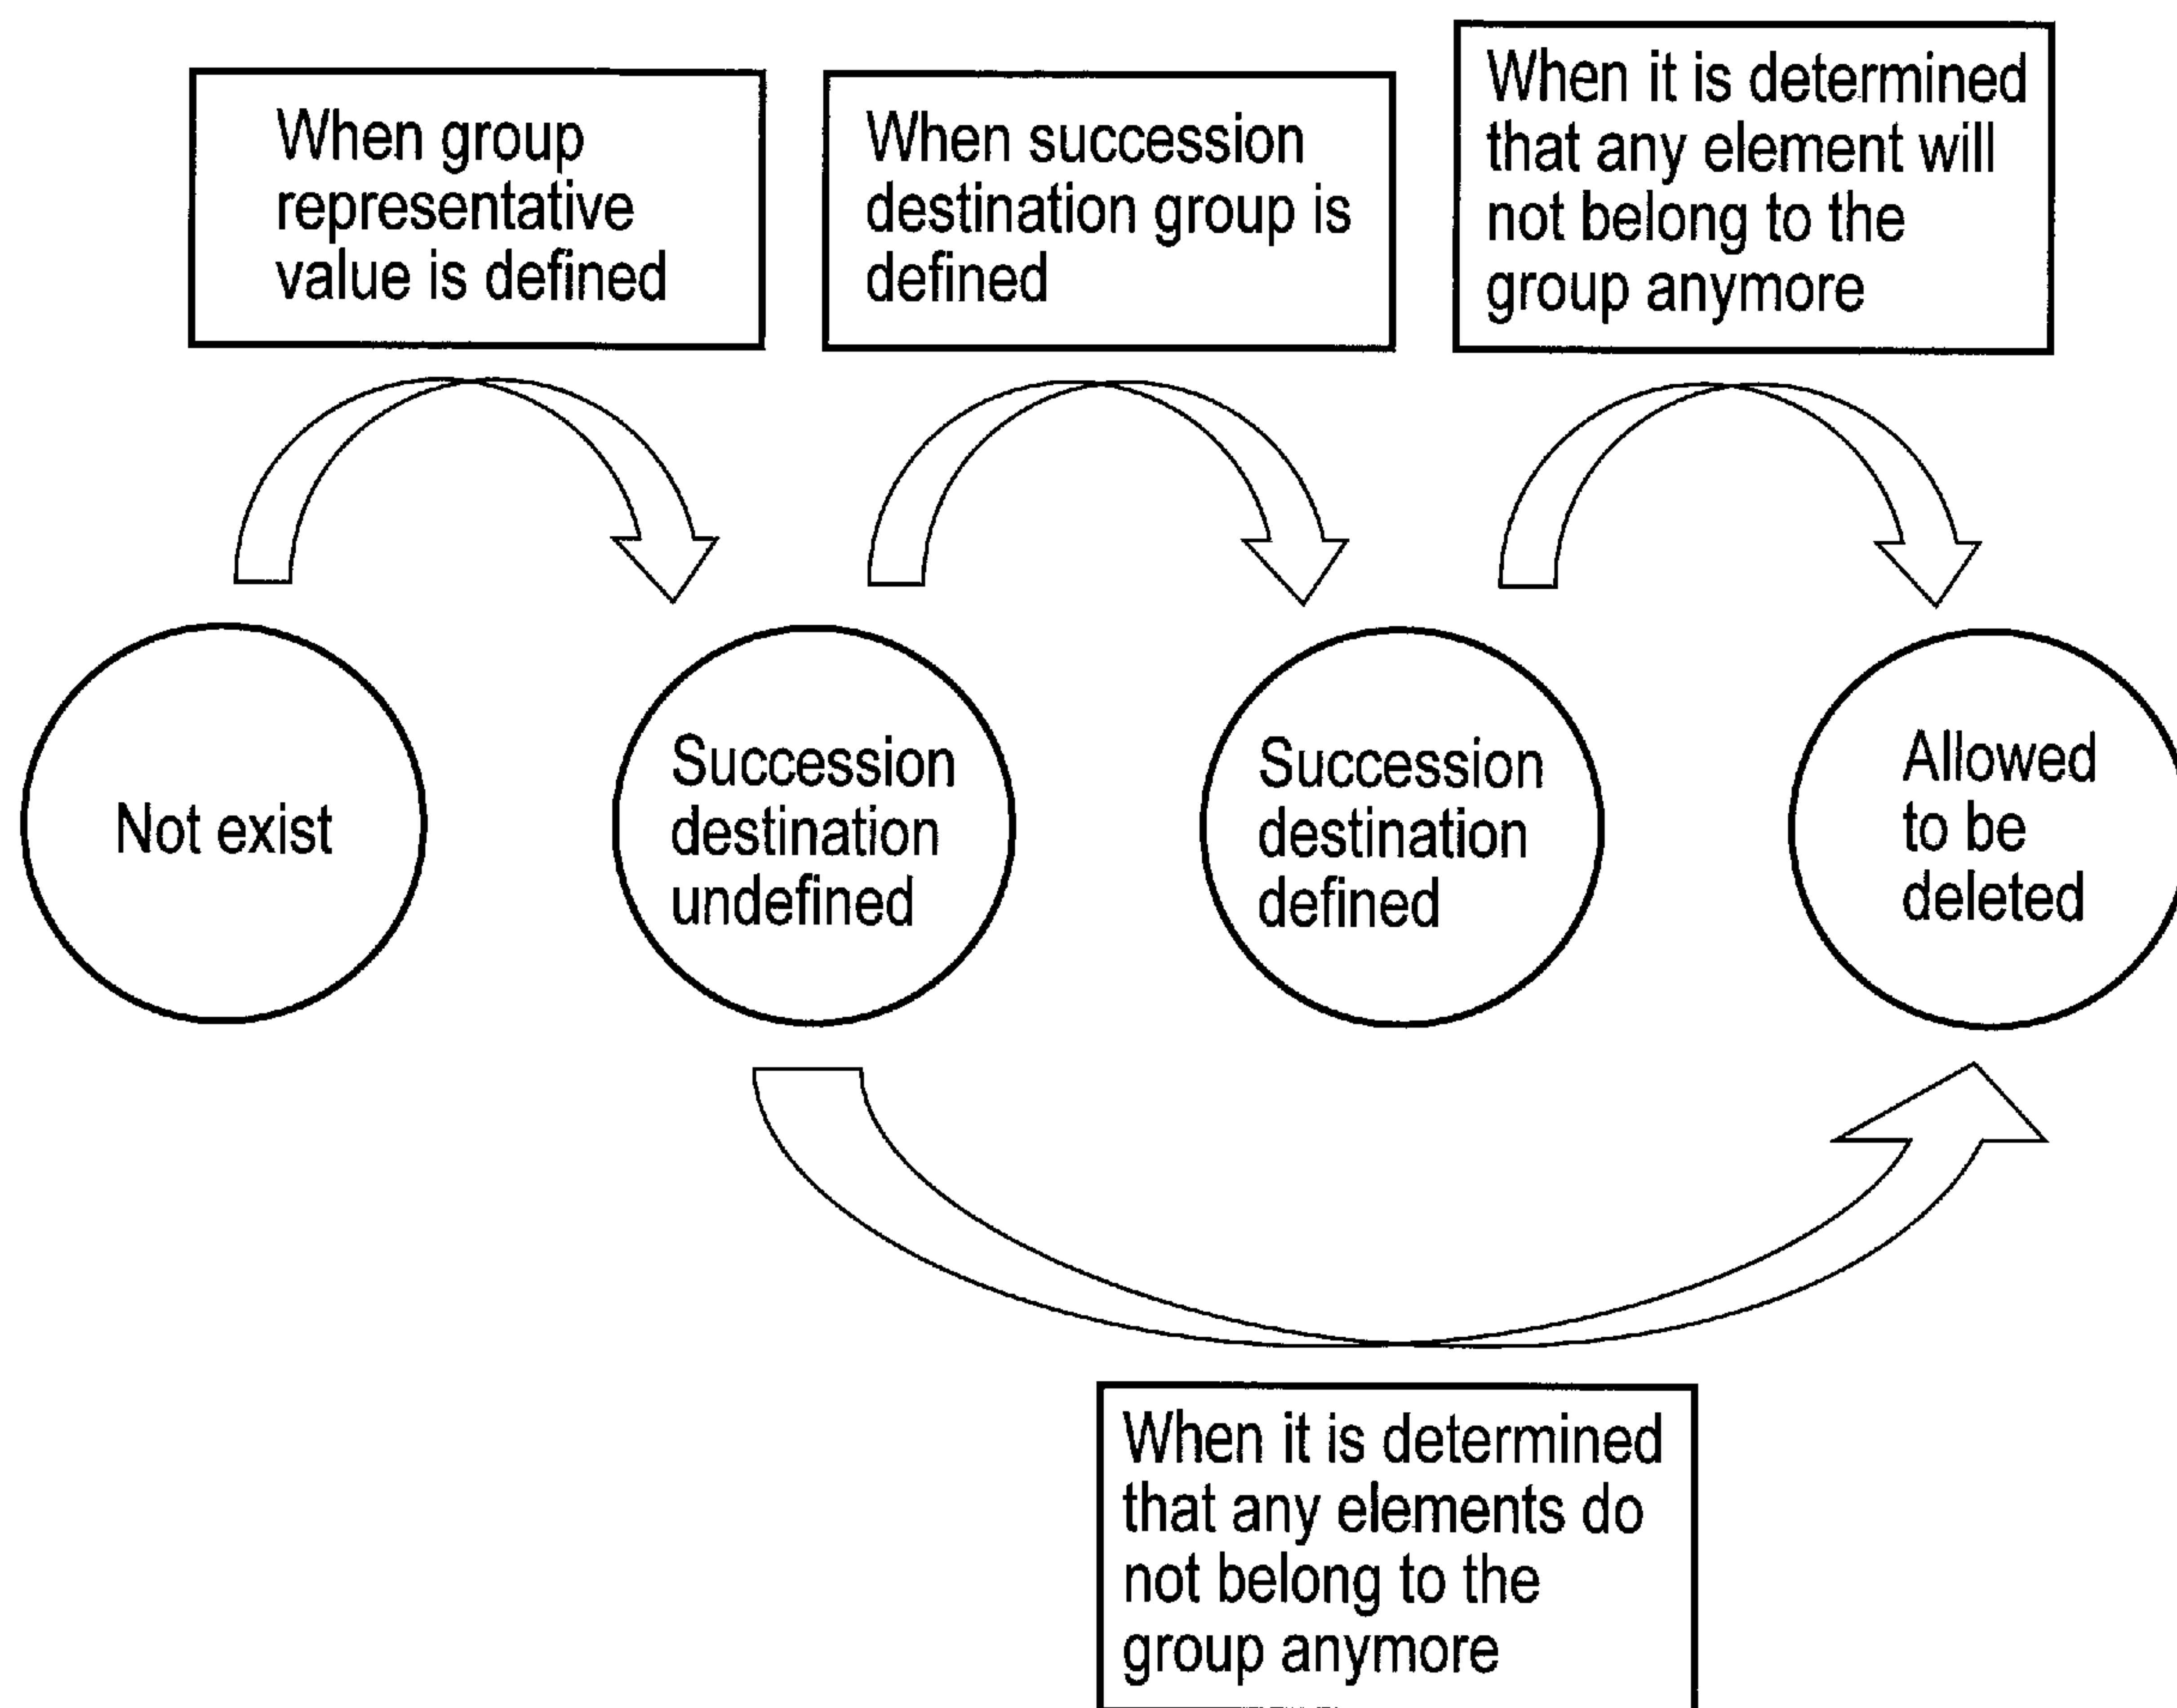 When group
representative
value is defined
When succession
destination group is
defined
When it is determined
that any element will
not belong to the
group anymore
Not exist
Succession
destination
undefined
Succession
destination
defined
Allowed
to be
deleted
When it is determined
that any elements do
not belong to the
group anymore